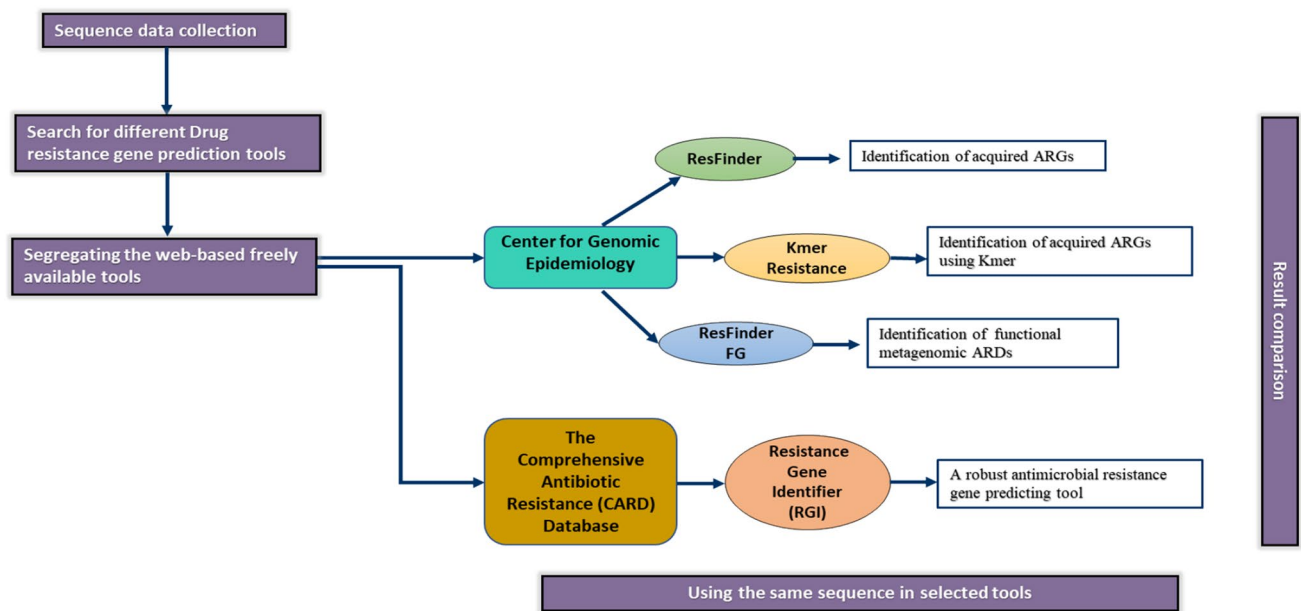 Sequence data collection
Search for different Drug
resistance gene prediction tools
Segregating the web-based freely
available tools
Center for Genomic
Epidemiology
ResFinder
Identification of acquired ARGs
Kmer
Resistance
Identification of acquired ARGs
using Kmer
ResFinder
FG
Identification of functional
metagenomic ARDs
The
Comprehensive
Antibiotic
Resistance (CARD)
Database
Resistance
Gene
Identifier
(RGI)
A robust antimicrobial resistance
gene predicting tool
Result comparison
Using the same sequence in selected tools